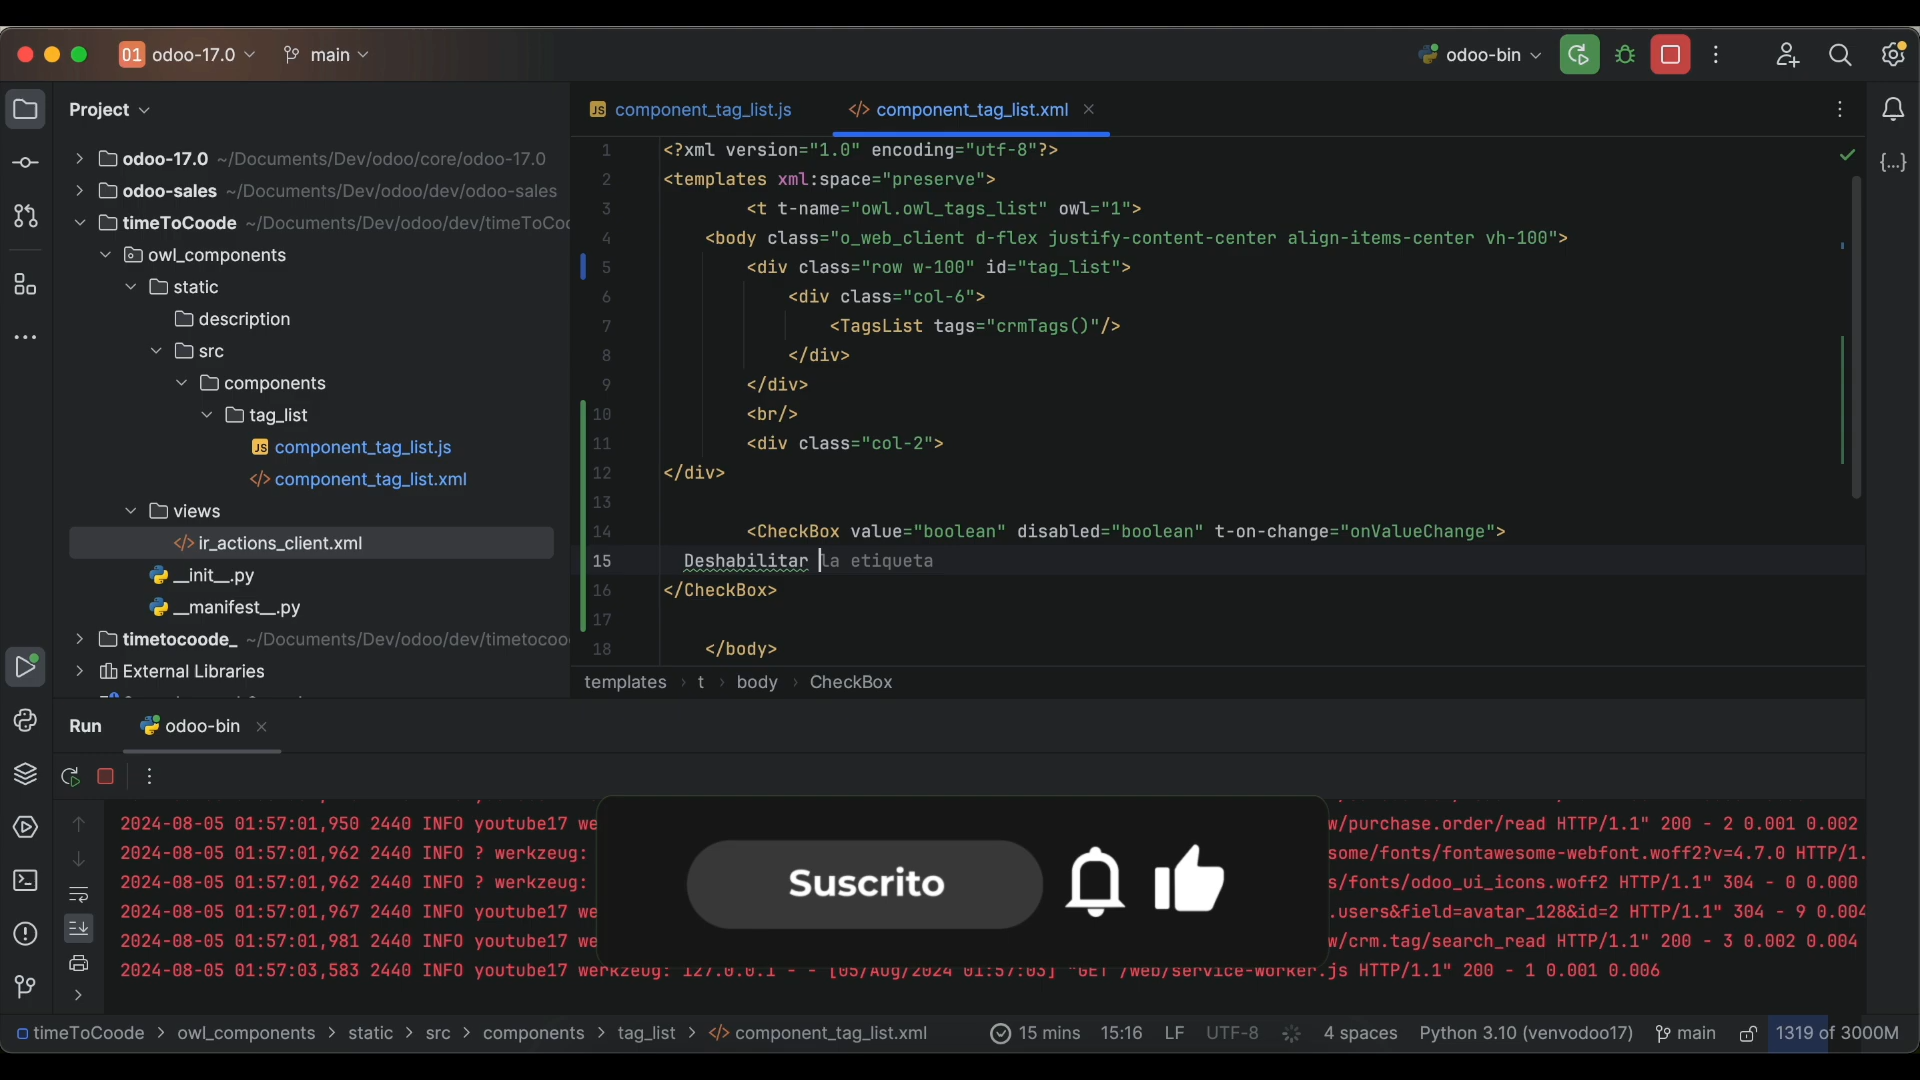 01 odoo-17.0
main
odoo-bin
Project
component_tag_list.js
component_tag_list.xml
odoo-17.0 ~/Documents/Dev/odoo/core/odoo-17.0
odoo-sales ~/Documents/Dev/odoo/dev/odoo-sales
timeToCoode ~/Documents/Dev/odoo/dev/timeToCoo
owl_components
static
description
src
components
tag_list
JS component_tag_list.js
</> component_tag_list.xml
views
</> ir_actions_client.xml
__init__.py
__manifest__.py
timetocoode_ ~/Documents/Dev/odoo/dev/timetocoo
External Libraries
1 <?xml version="1.0" encoding="utf-8"?>
2 <templates xml:space="preserve">
3 <t t-name="owl.owl_tags_list" owl="1">
4 <body class="o_web_client d-flex justify-content-center align-items-center vh-100">
5 <div class="row w-100" id="tag_list">
6 <div class="col-6">
7 <TagsList tags="crmTags()"/>
8 </div>
9 </div>
10 <br/>
11 <div class="col-2">
12 </div>
13
14 <CheckBox value="boolean" disabled="boolean" t-on-change="onValueChange">
15 Deshabilitar la etiqueta
16 </CheckBox>
17
18 </body>
templates › t › body › CheckBox
Run
odoo-bin
2024-08-05 01:57:01,950 2440 INFO youtube17 we w/purchase.order/read HTTP/1.1" 200 - 2 0.001 0.002
2024-08-05 01:57:01,962 2440 INFO ? werkzeug: some/fonts/fontawesome-webfont.woff2?v=4.7.0 HTTP/1.
2024-08-05 01:57:01,962 2440 INFO ? werkzeug: s/fonts/odoo_ui_icons.woff2 HTTP/1.1" 304 - 0 0.000
2024-08-05 01:57:01,967 2440 INFO youtube17 we .users&field=avatar_128&id=2 HTTP/1.1" 304 - 9 0.004
2024-08-05 01:57:01,981 2440 INFO youtube17 we w/crm.tag/search_read HTTP/1.1" 200 - 3 0.002 0.004
2024-08-05 01:57:03,583 2440 INFO youtube17 werkzeug: 127.0.0.1 - - [05/Aug/2024 01:57:03] "GET /web/service-worker.js HTTP/1.1" 200 - 1 0.001 0.006
Suscrito
timeToCoode › owl_components › static › src › components › tag_list › </> component_tag_list.xml
15 mins 15:16 LF UTF-8 4 spaces Python 3.10 (venvodoo17) main 1319 of 3000M